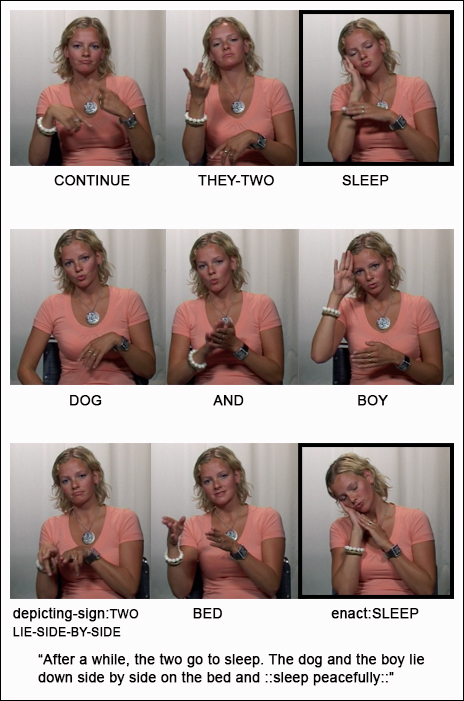 CONTINUE THEY-TWO SLEEP
DOG AND BOY
depicting-sign:TWO BED enact:SLEEP
LIE-SIDE-BY-SIDE
“After a while, the two go to sleep. The dog and the boy lie
down side by side on the bed and ::sleep peacefully::”